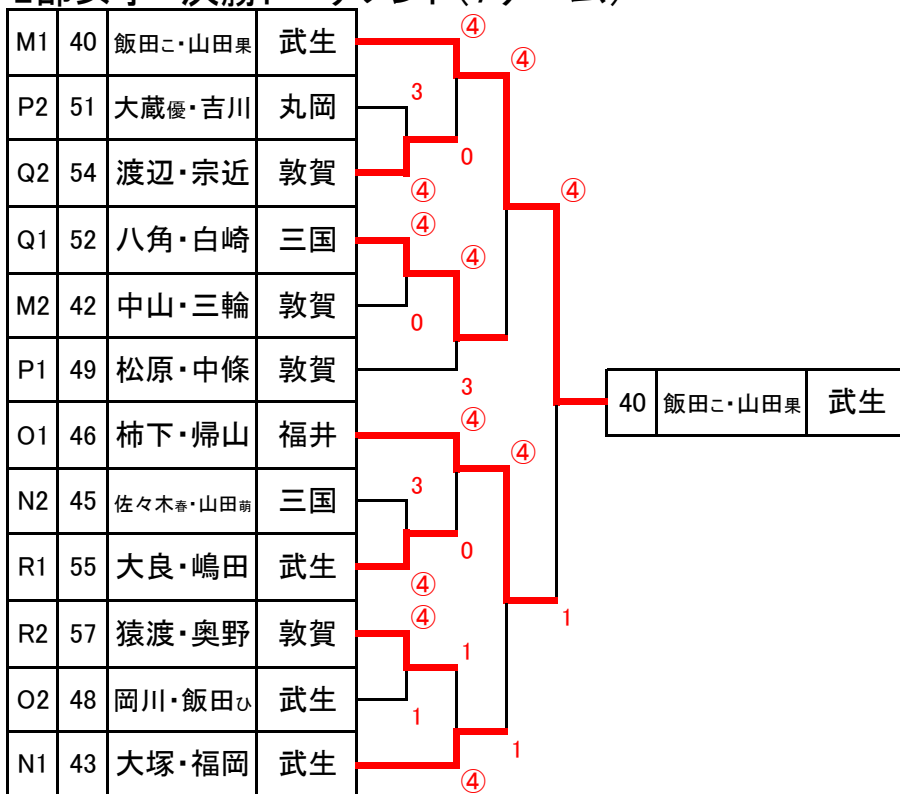 M1 40 飯田こ・山田果 武生
P2 51 大蔵優・吉川 丸岡
Q2 54 渡辺・宗近 敦賀
Q1 52 八角・白崎 三国
M2 42 中山・三輪 敦賀
P1 49 松原・中條 敦賀
O1 46 柿下・帰山 福井
N2 45 佐々木春・山田萌 三国
R1 55 大良・嶋田 武生
R2 57 猿渡・奥野 敦賀
O2 48 岡川・飯田ひ 武生
N1 43 大塚・福岡 武生
④
④
3
0
④
④
④
④
0
3
④
④
3
0
④
④
1
1
1
④
1
40 飯田こ・山田果 武生